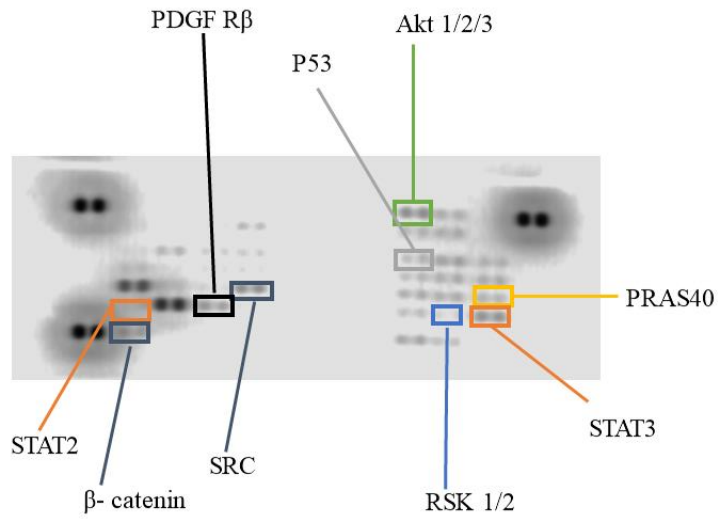 PDGF Rβ
Akt 1/2/3
P53
PRAS40
STAT3
STAT2
SRC
β- catenin
RSK 1/2